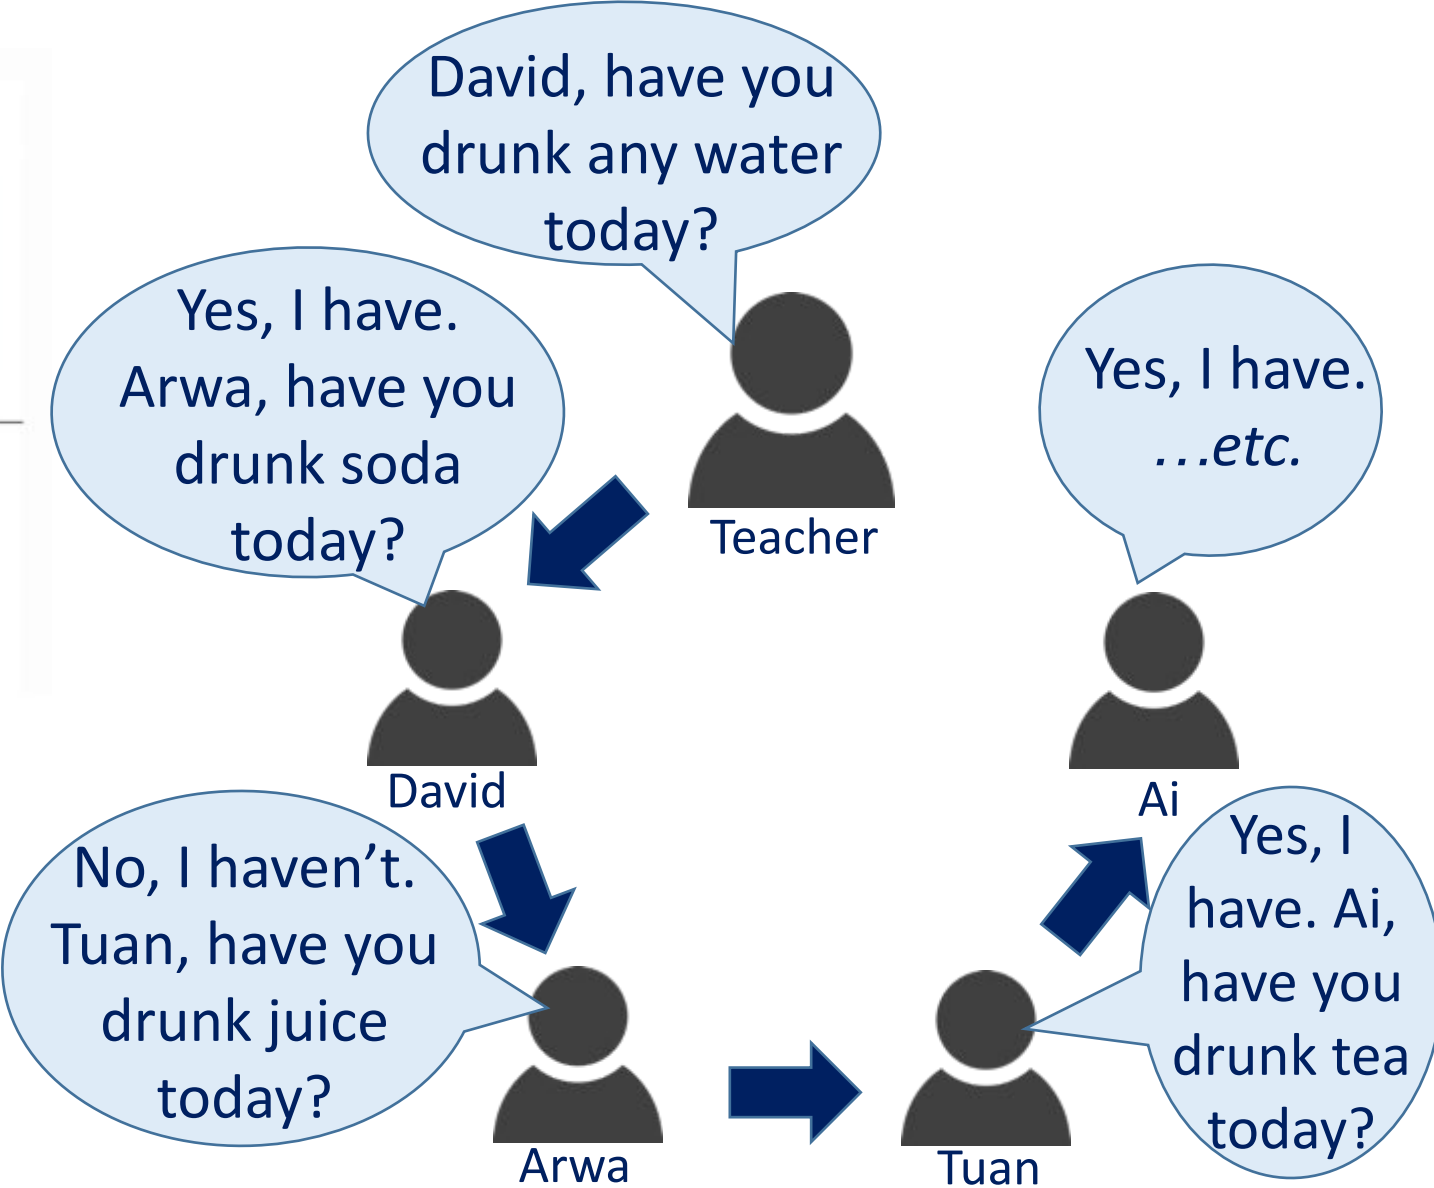 David, have you
drunk any water
today?
Teacher
Yes, I have.
Arwa, have you
drunk soda
today?
David
No, I haven’t.
Tuan, have you
drunk juice
today?
Arwa
Yes, I
have. Ai,
have you
drunk tea
today?
Tuan
Yes, I have.
…etc.
Ai